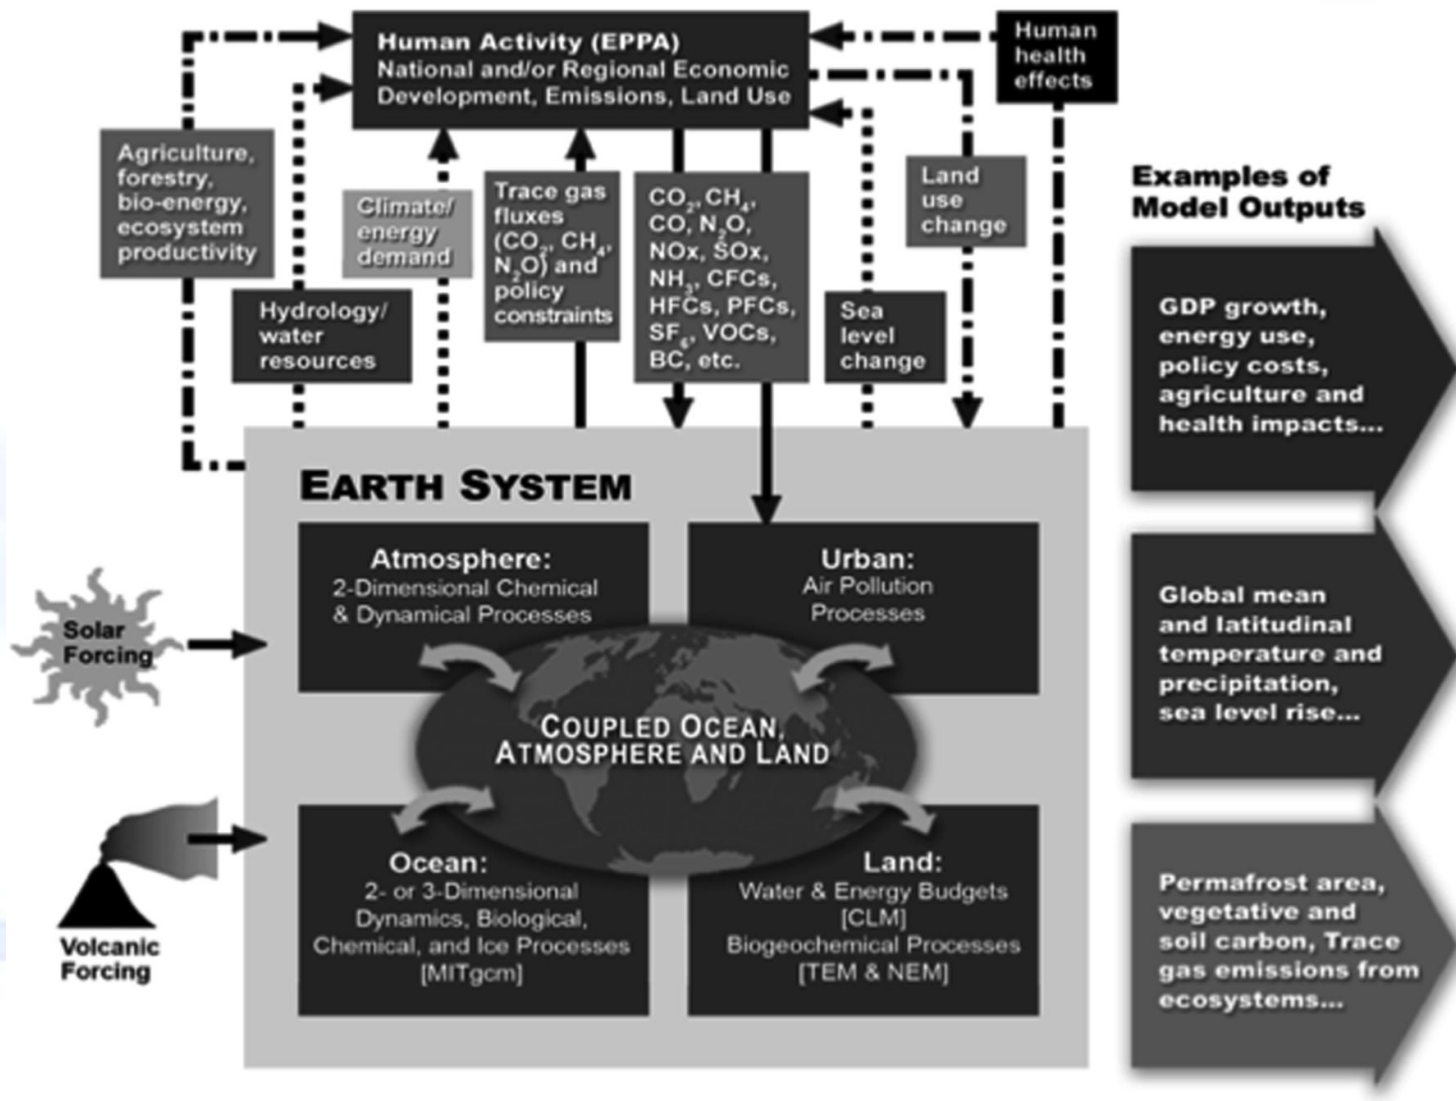 Human Activity (EPPA)
National and/or Regional Economic
Development, Emissions, Land Use
Human
health
effects
Agriculture,
forestry,
bio-energy,
ecosystem
productivity
Hydrology/
water
resources
Climate/
energy
demand
Trace gas
fluxes
(CO₂, CH₄,
N₂O) and
policy
constraints
CO₂, CH₄,
CO, N₂O,
NOx, SOx,
NH₃, CFCs,
HFCs, PFCs,
SF₆, VOCs,
BC, etc.
Sea
level
change
Land
use
change
EARTH SYSTEM
Atmosphere:
2-Dimensional Chemical
& Dynamical Processes
Urban:
Air Pollution
Processes
COUPLED OCEAN,
ATMOSPHERE AND LAND
Ocean:
2- or 3-Dimensional
Dynamics, Biological,
Chemical, and Ice Processes
[MITgcm]
Land:
Water & Energy Budgets
[CLM]
Biogeochemical Processes
[TEM & NEM]
Solar
Forcing
Volcanic
Forcing
Examples of
Model Outputs
GDP growth,
energy use,
policy costs,
agriculture and
health impacts...
Global mean
and latitudinal
temperature and
precipitation,
sea level rise...
Permafrost area,
vegetative and
soil carbon, Trace
gas emissions from
ecosystems...